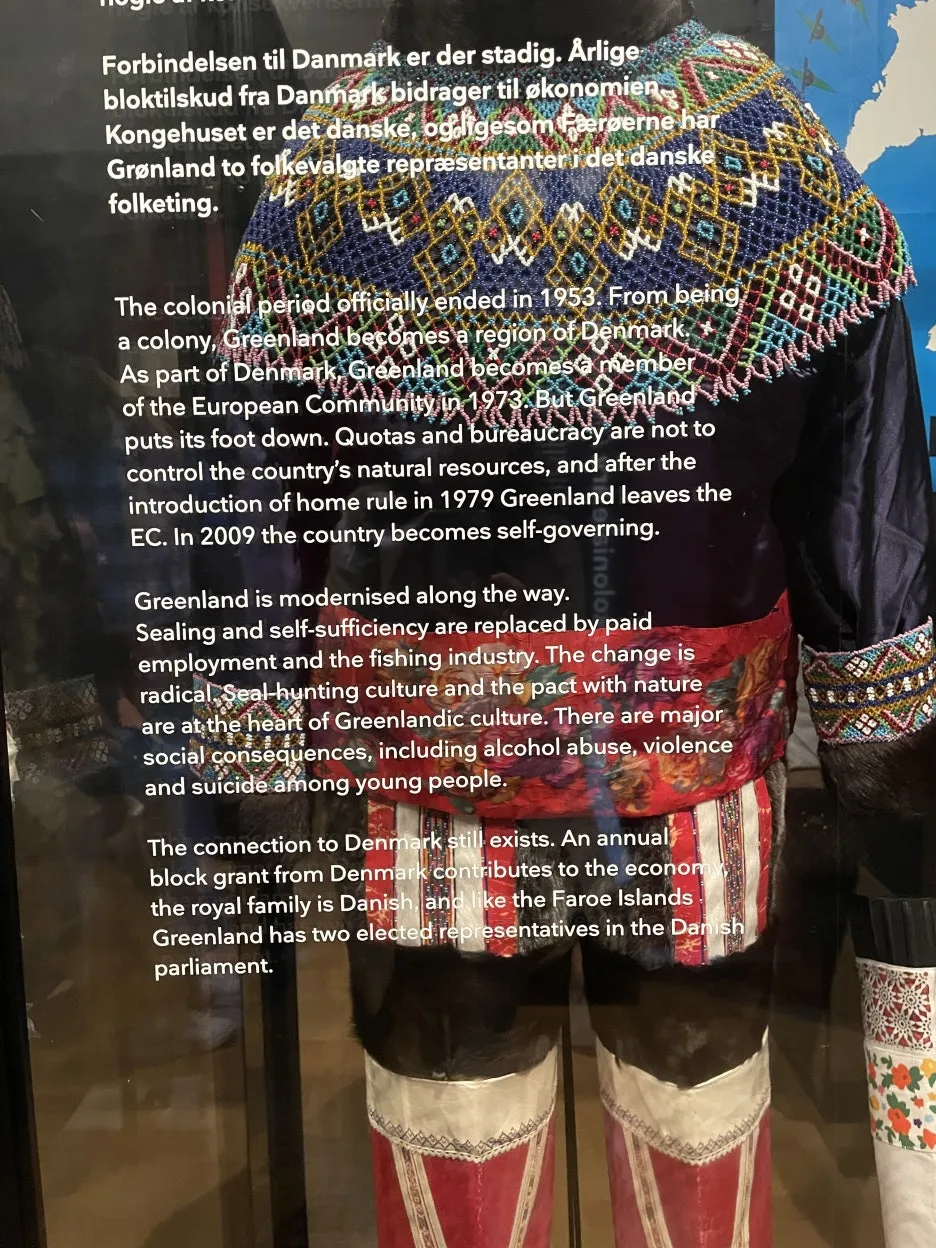 Forbindelsen til Danmark er der stadig. Årlige
bloktilskud fra Danmark bidrager til økonomien.
Kongehuset er det danske, og ligesom Færøerne har
Grønland to folkevalgte repræsentanter i det danske
folketing.
The colonial period officially ended in 1953. From being
a colony, Greenland becomes a region of Denmark.
As part of Denmark, Greenland becomes a member
of the European Community in 1973. But Greenland
puts its foot down. Quotas and bureaucracy are not to
control the country's natural resources, and after the
introduction of home rule in 1979 Greenland leaves the
EC. In 2009 the country becomes self-governing.
Greenland is modernised along the way.
Sealing and self-sufficiency are replaced by paid
employment and the fishing industry. The change is
radical. Seal-hunting culture and the pact with nature
are at the heart of Greenlandic culture. There are major
social consequences, including alcohol abuse, violence
and suicide among young people.
The connection to Denmark still exists. An annual
block grant from Denmark contributes to the economy,
the royal family is Danish, and like the Faroe Islands
Greenland has two elected representatives in the Danish
parliament.